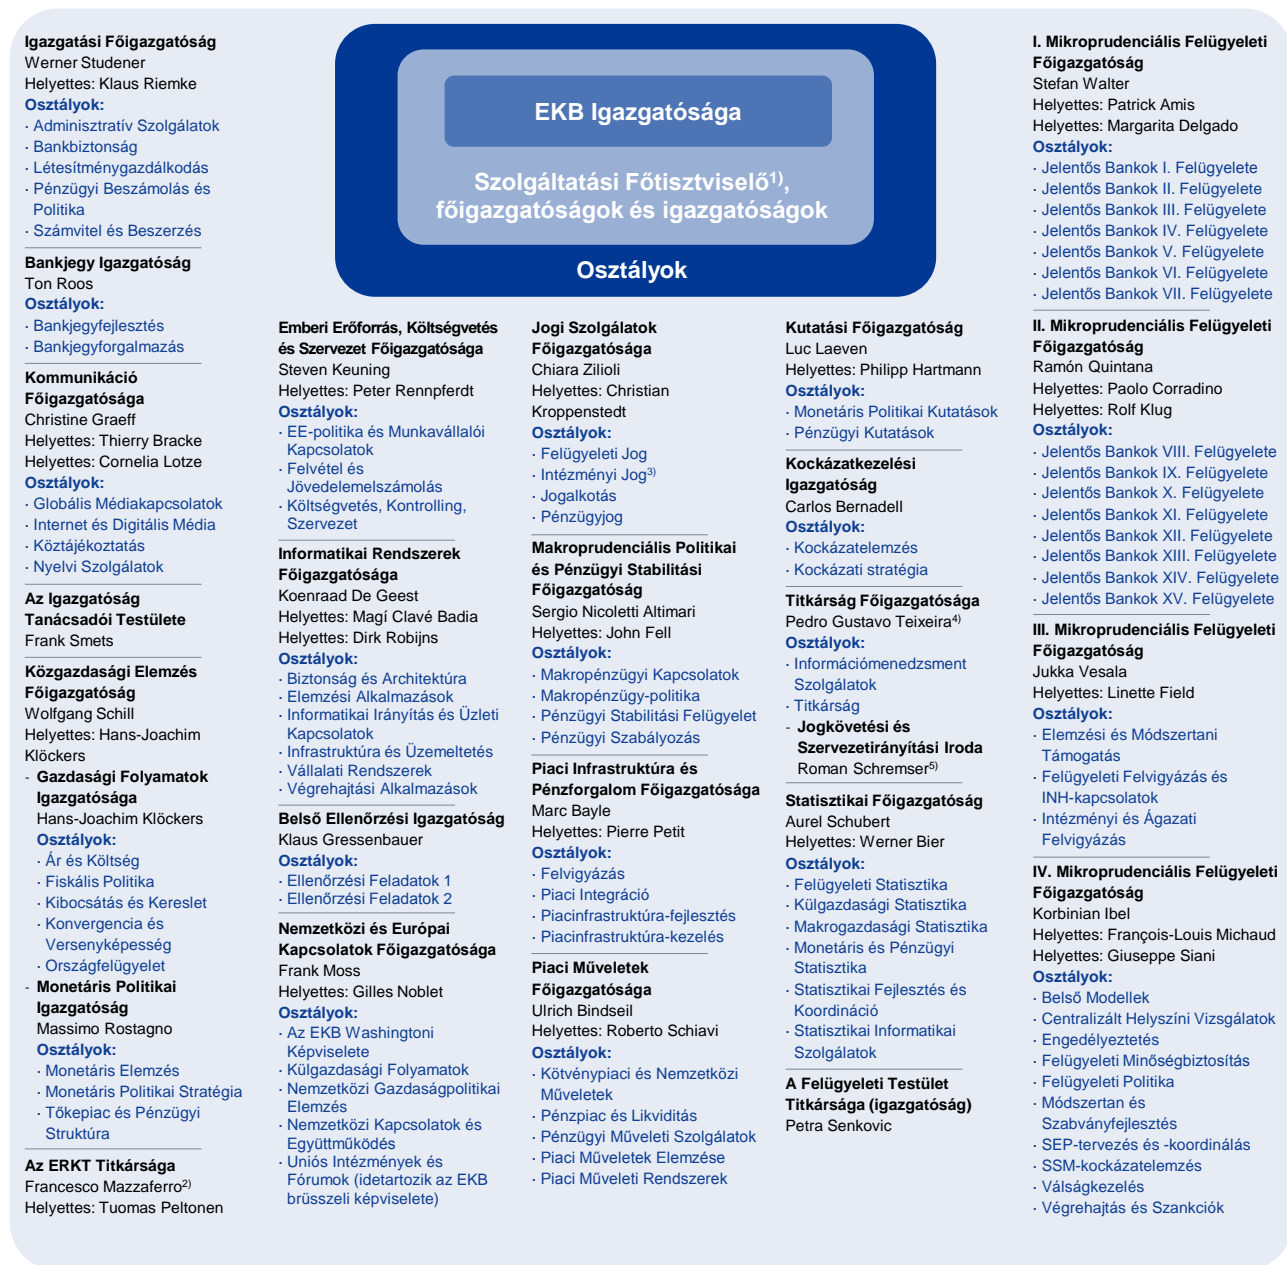 EKB Igazgatósága
Szolgáltatási Főtisztviselő1),
főigazgatóságok és igazgatóságok
Osztályok
Igazgatási Főigazgatóság
Werner Studener
Helyettes: Klaus Riemke
Osztályok:
· Adminisztratív Szolgálatok
· Bankbiztonság
· Létesítménygazdálkodás
· Pénzügyi Beszámolás és
Politika
· Számvitel és Beszerzés
Bankjegy Igazgatóság
Ton Roos
Osztályok:
· Bankjegyfejlesztés
· Bankjegyforgalmazás
Kommunikáció
Főigazgatósága
Christine Graeff
Helyettes: Thierry Bracke
Helyettes: Cornelia Lotze
Osztályok:
· Globális Médiakapcsolatok
· Internet és Digitális Média
· Köztájékoztatás
· Nyelvi Szolgálatok
Az Igazgatóság
Tanácsadói Testülete
Frank Smets
Közgazdasági Elemzés
Főigazgatóság
Wolfgang Schill
Helyettes: Hans-Joachim
Klöckers
- Gazdasági Folyamatok
Igazgatósága
Hans-Joachim Klöckers
Osztályok:
· Ár és Költség
· Fiskális Politika
· Kibocsátás és Kereslet
· Konvergencia és
Versenyképesség
· Országfelügyelet
- Monetáris Politikai
Igazgatóság
Massimo Rostagno
Osztályok:
· Monetáris Elemzés
· Monetáris Politikai Stratégia
· Tőkepiac és Pénzügyi
Struktúra
Az ERKT Titkársága
Francesco Mazzaferro2)
Helyettes: Tuomas Peltonen
Emberi Erőforrás, Költségvetés
és Szervezet Főigazgatósága
Steven Keuning
Helyettes: Peter Rennpferdt
Osztályok:
· EE-politika és Munkavállalói
Kapcsolatok
· Felvétel és
Jövedelemelszámolás
· Költségvetés, Kontrolling,
Szervezet
Informatikai Rendszerek
Főigazgatósága
Koenraad De Geest
Helyettes: Magí Clavé Badia
Helyettes: Dirk Robijns
Osztályok:
· Biztonság és Architektúra
· Elemzési Alkalmazások
· Informatikai Irányítás és Üzleti
Kapcsolatok
· Infrastruktúra és Üzemeltetés
· Vállalati Rendszerek
· Végrehajtási Alkalmazások
Belső Ellenőrzési Igazgatóság
Klaus Gressenbauer
Osztályok:
· Ellenőrzési Feladatok 1
· Ellenőrzési Feladatok 2
Nemzetközi és Európai
Kapcsolatok Főigazgatósága
Frank Moss
Helyettes: Gilles Noblet
Osztályok:
· Az EKB Washingtoni
Képviselete
· Külgazdasági Folyamatok
· Nemzetközi Gazdaságpolitikai
Elemzés
· Nemzetközi Kapcsolatok és
Együttműködés
· Uniós Intézmények és
Fórumok (idetartozik az EKB
brüsszeli képviselete)
Jogi Szolgálatok
Főigazgatósága
Chiara Zilioli
Helyettes: Christian
Kroppenstedt
Osztályok:
· Felügyeleti Jog
· Intézményi Jog3)
· Jogalkotás
· Pénzügyjog
Makroprudenciális Politikai
és Pénzügyi Stabilitási
Főigazgatóság
Sergio Nicoletti Altimari
Helyettes: John Fell
Osztályok:
· Makropénzügyi Kapcsolatok
· Makropénzügy-politika
· Pénzügyi Stabilitási Felügyelet
· Pénzügyi Szabályozás
Piaci Infrastruktúra és
Pénzforgalom Főigazgatósága
Marc Bayle
Helyettes: Pierre Petit
Osztályok:
· Felvigyázás
· Piaci Integráció
· Piacinfrastruktúra-fejlesztés
· Piacinfrastruktúra-kezelés
Piaci Műveletek
Főigazgatósága
Ulrich Bindseil
Helyettes: Roberto Schiavi
Osztályok:
· Kötvénypiaci és Nemzetközi
Műveletek
· Pénzpiac és Likviditás
· Pénzügyi Műveleti Szolgálatok
· Piaci Műveletek Elemzése
· Piaci Műveleti Rendszerek
Kutatási Főigazgatóság
Luc Laeven
Helyettes: Philipp Hartmann
Osztályok:
· Monetáris Politikai Kutatások
· Pénzügyi Kutatások
Kockázatkezelési
Igazgatóság
Carlos Bernadell
Osztályok:
· Kockázatelemzés
· Kockázati stratégia
Titkárság Főigazgatósága
Pedro Gustavo Teixeira4)
Osztályok:
· Információmenedzsment
Szolgálatok
· Titkárság
- Jogkövetési és
Szervezetirányítási Iroda
Roman Schremser5)
Statisztikai Főigazgatóság
Aurel Schubert
Helyettes: Werner Bier
Osztályok:
· Felügyeleti Statisztika
· Külgazdasági Statisztika
· Makrogazdasági Statisztika
· Monetáris és Pénzügyi
Statisztika
· Statisztikai Fejlesztés és
Koordináció
· Statisztikai Informatikai
Szolgálatok
A Felügyeleti Testület
Titkársága (igazgatóság)
Petra Senkovic
I. Mikroprudenciális Felügyeleti
Főigazgatóság
Stefan Walter
Helyettes: Patrick Amis
Helyettes: Margarita Delgado
Osztályok:
· Jelentős Bankok I. Felügyelete
· Jelentős Bankok II. Felügyelete
· Jelentős Bankok III. Felügyelete
· Jelentős Bankok IV. Felügyelete
· Jelentős Bankok V. Felügyelete
· Jelentős Bankok VI. Felügyelete
· Jelentős Bankok VII. Felügyelete
II. Mikroprudenciális Felügyeleti
Főigazgatóság
Ramón Quintana
Helyettes: Paolo Corradino
Helyettes: Rolf Klug
Osztályok:
· Jelentős Bankok VIII. Felügyelete
· Jelentős Bankok IX. Felügyelete
· Jelentős Bankok X. Felügyelete
· Jelentős Bankok XI. Felügyelete
· Jelentős Bankok XII. Felügyelete
· Jelentős Bankok XIII. Felügyelete
· Jelentős Bankok XIV. Felügyelete
· Jelentős Bankok XV. Felügyelete
III. Mikroprudenciális Felügyeleti
Főigazgatóság
Jukka Vesala
Helyettes: Linette Field
Osztályok:
· Elemzési és Módszertani
Támogatás
· Felügyeleti Felvigyázás és
INH-kapcsolatok
· Intézményi és Ágazati
Felvigyázás
IV. Mikroprudenciális Felügyeleti
Főigazgatóság
Korbinian Ibel
Helyettes: François-Louis Michaud
Helyettes: Giuseppe Siani
Osztályok:
· Belső Modellek
· Centralizált Helyszíni Vizsgálatok
· Engedélyeztetés
· Felügyeleti Minőségbiztosítás
· Felügyeleti Politika
· Módszertan és
Szabványfejlesztés
· SEP-tervezés és -koordinálás
· SSM-kockázatelemzés
· Válságkezelés
· Végrehajtás és Szankciók